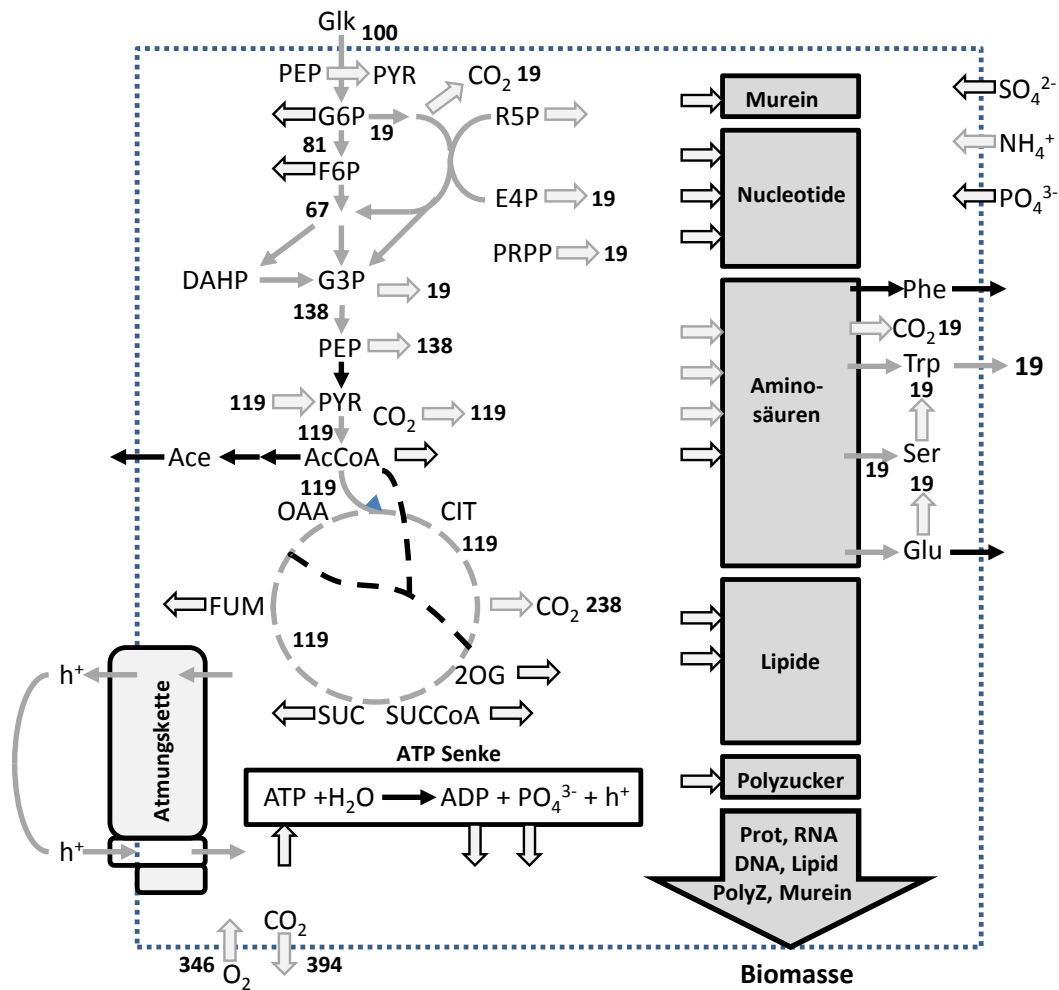 Glk
100
PEP PYR CO₂ 19
G6P 19 R5P
81
F6P
67 E4P 19
PRPP 19
DAHP G3P 19
138
PEP 138
119 PYR CO₂ 119
119
Ace AcCoA
119
OAA CIT
119
FUM CO₂ 238
119
2OG
SUC SUCCoA
h⁺
Atmungskette
h⁺
ATP Senke
ATP +H₂O ADP + PO₄³⁻ + h⁺
CO₂
346 394
O₂
Murein
Nucleotide
Amino-
säuren
Lipide
Polyzucker
Prot, RNA
DNA, Lipid
PolyZ, Murein
Biomasse
SO₄²⁻
NH₄⁺
PO₄³⁻
Phe
CO₂ 19
Trp 19
19
19 Ser
19
Glu